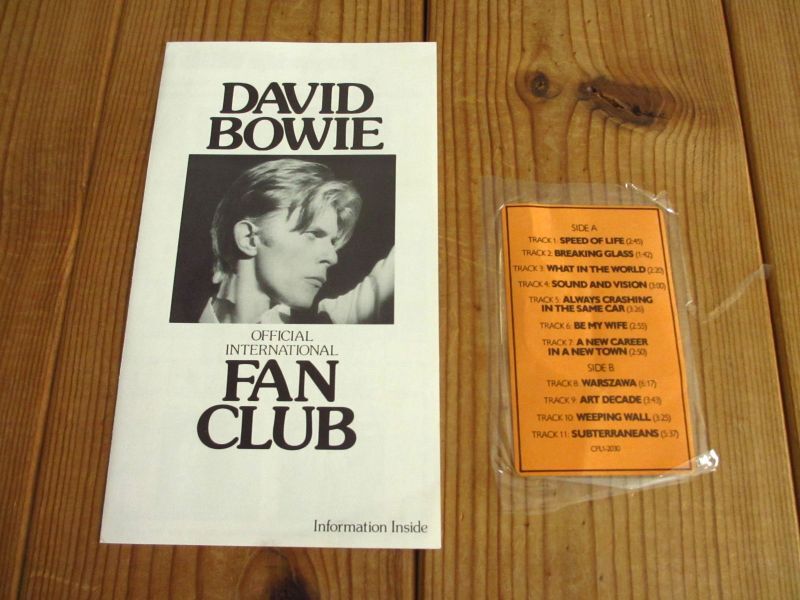 DAVID
BOWIE
OFFICIAL
INTERNATIONAL
FAN
CLUB
Information Inside
SIDE A
TRACK 1: SPEED OF LIFE (2:45)
TRACK 2: BREAKING GLASS (1:42)
TRACK 3: WHAT IN THE WORLD (2:20)
TRACK 4: SOUND AND VISION (3:00)
TRACK 5: ALWAYS CRASHING
IN THE SAME CAR (3:26)
TRACK 6: BE MY WIFE (2:55)
TRACK 7: A NEW CAREER
IN A NEW TOWN (2:50)
SIDE B
TRACK 8: WARSZAWA (6:17)
TRACK 9: ART DECADE (3:43)
TRACK 10: WEEPING WALL (3:25)
TRACK 11: SUBTERRANEANS (5:37)
CPL1-2030